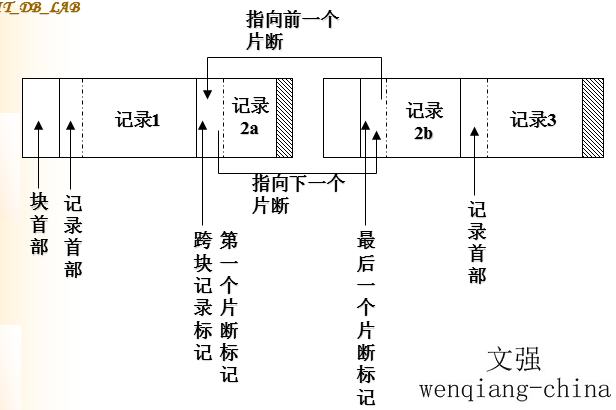 IT_DB_LAB
指向前一个
片断
记录1
记录
2a
记录
2b
记录3
指向下一个
片断
块首部
记录首部
跨块记录标记
第一个片断标记
最后一个片断标记
记录首部
文强
wenqiang-china